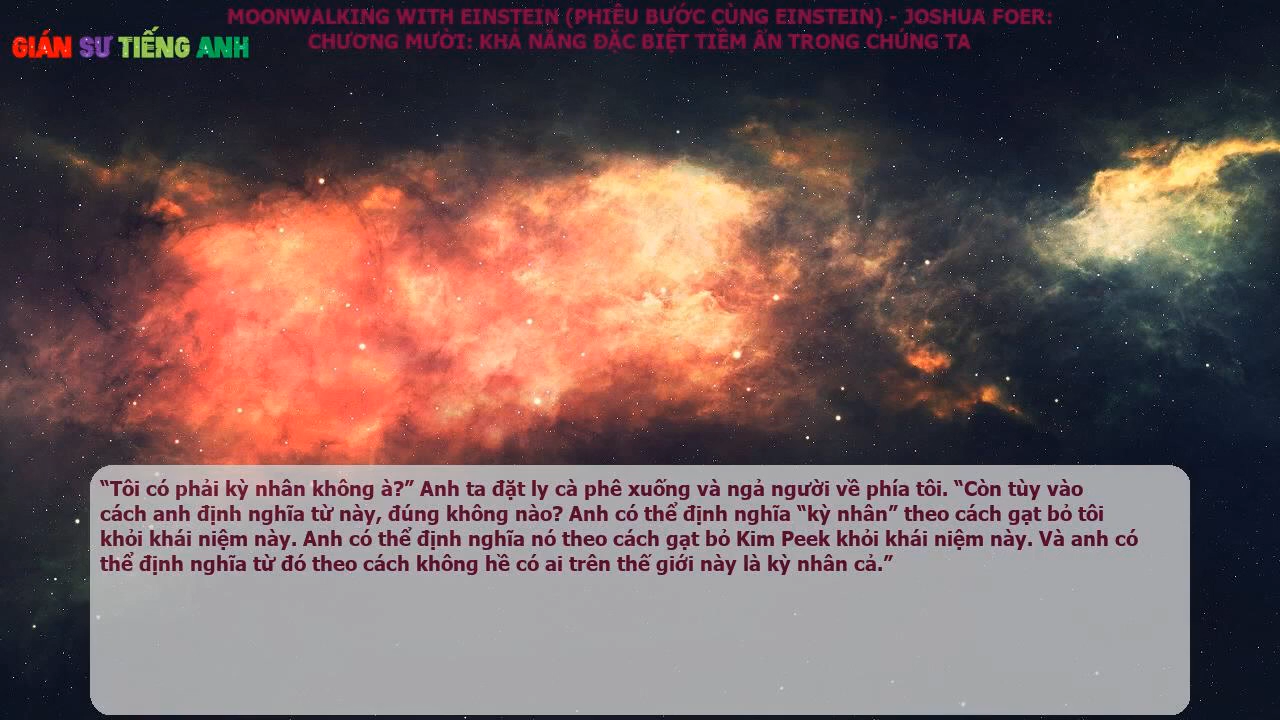 MOONWALKING WITH EINSTEIN (PHIÊU BƯỚC CÙNG EINSTEIN) - JOSHUA FOER:
CHƯƠNG MƯỜI: KHẢ NĂNG ĐẶC BIỆT TIỀM ẨN TRONG CHÚNG TA
GIÁN SƯ TIẾNG ANH
“Tôi có phải kỳ nhân không à?” Anh ta đặt ly cà phê xuống và ngả người về phía tôi. “Còn tùy vào
cách anh định nghĩa từ này, đúng không nào? Anh có thể định nghĩa “kỳ nhân” theo cách gạt bỏ tôi
khỏi khái niệm này. Anh có thể định nghĩa nó theo cách gạt bỏ Kim Peek khỏi khái niệm này. Và anh có
thể định nghĩa từ đó theo cách không hề có ai trên thế giới này là kỳ nhân cả.”